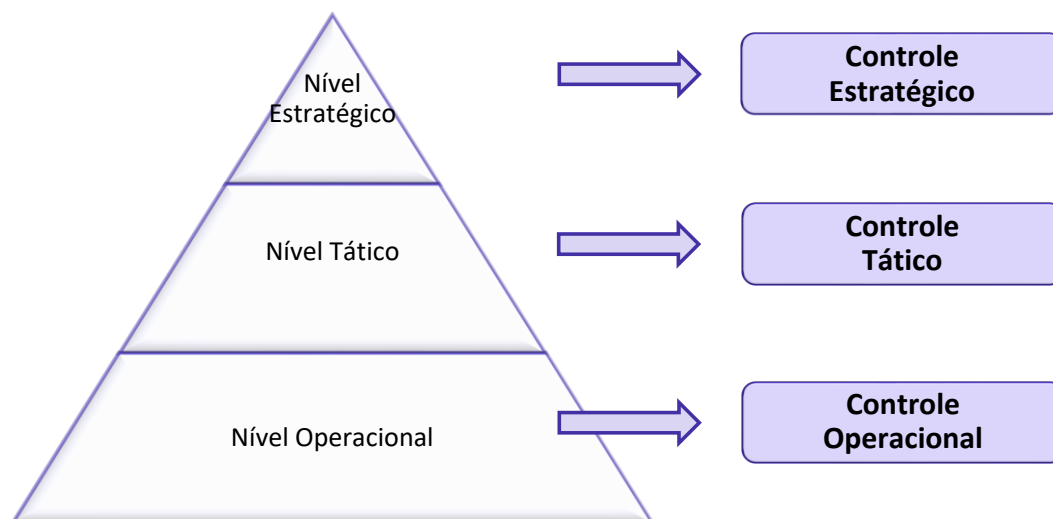 Nível
Estratégico
Controle
Estratégico
Nível Tático
Controle
Tático
Nível Operacional
Controle
Operacional